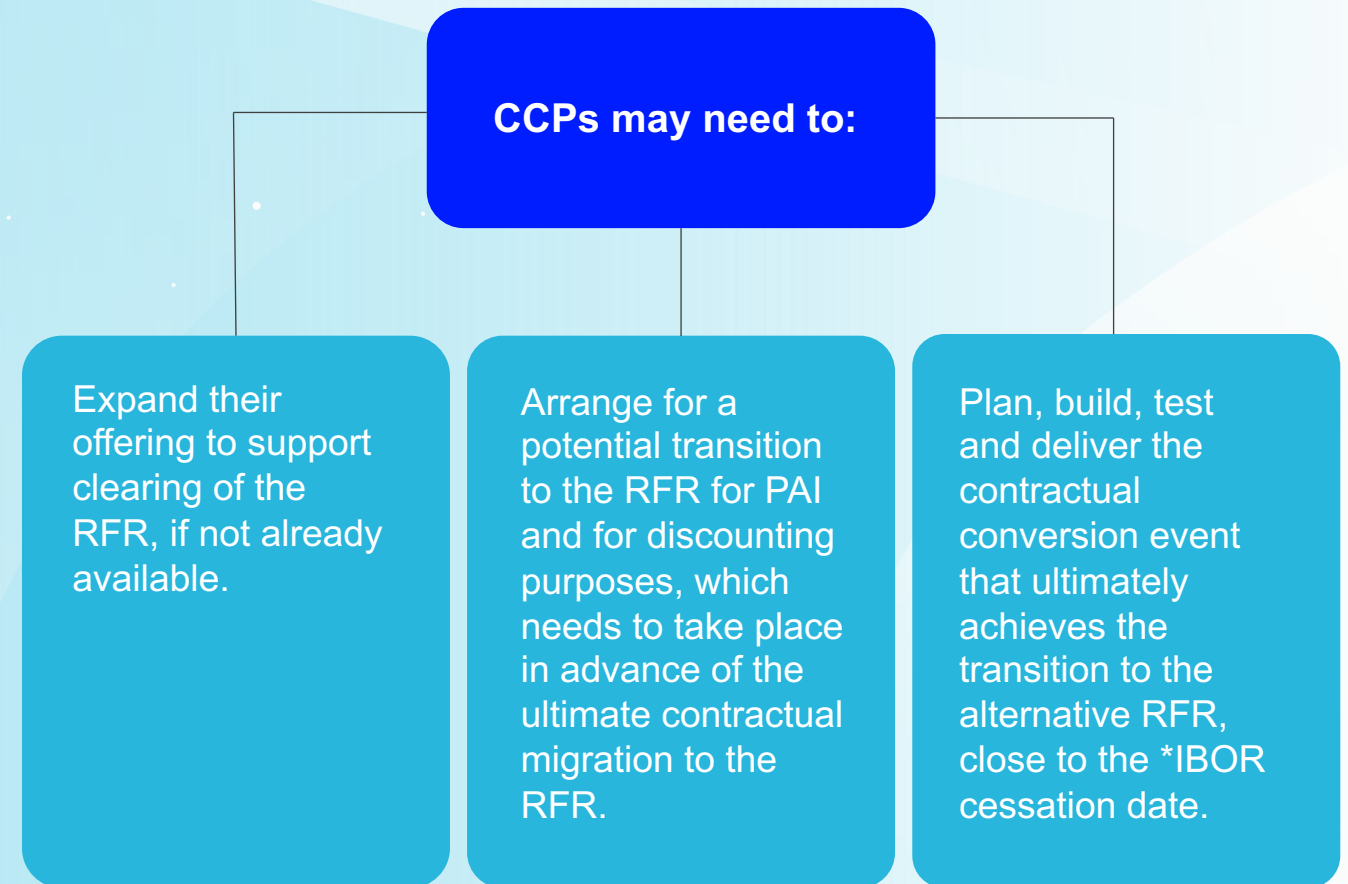 CCPs may need to:
Expand their
offering to support
clearing of the
RFR, if not already
available.
Arrange for a
potential transition
to the RFR for PAI
and for discounting
purposes, which
needs to take place
in advance of the
ultimate contractual
migration to the
RFR.
Plan, build, test
and deliver the
contractual
conversion event
that ultimately
achieves the
transition to the
alternative RFR,
close to the *IBOR
cessation date.